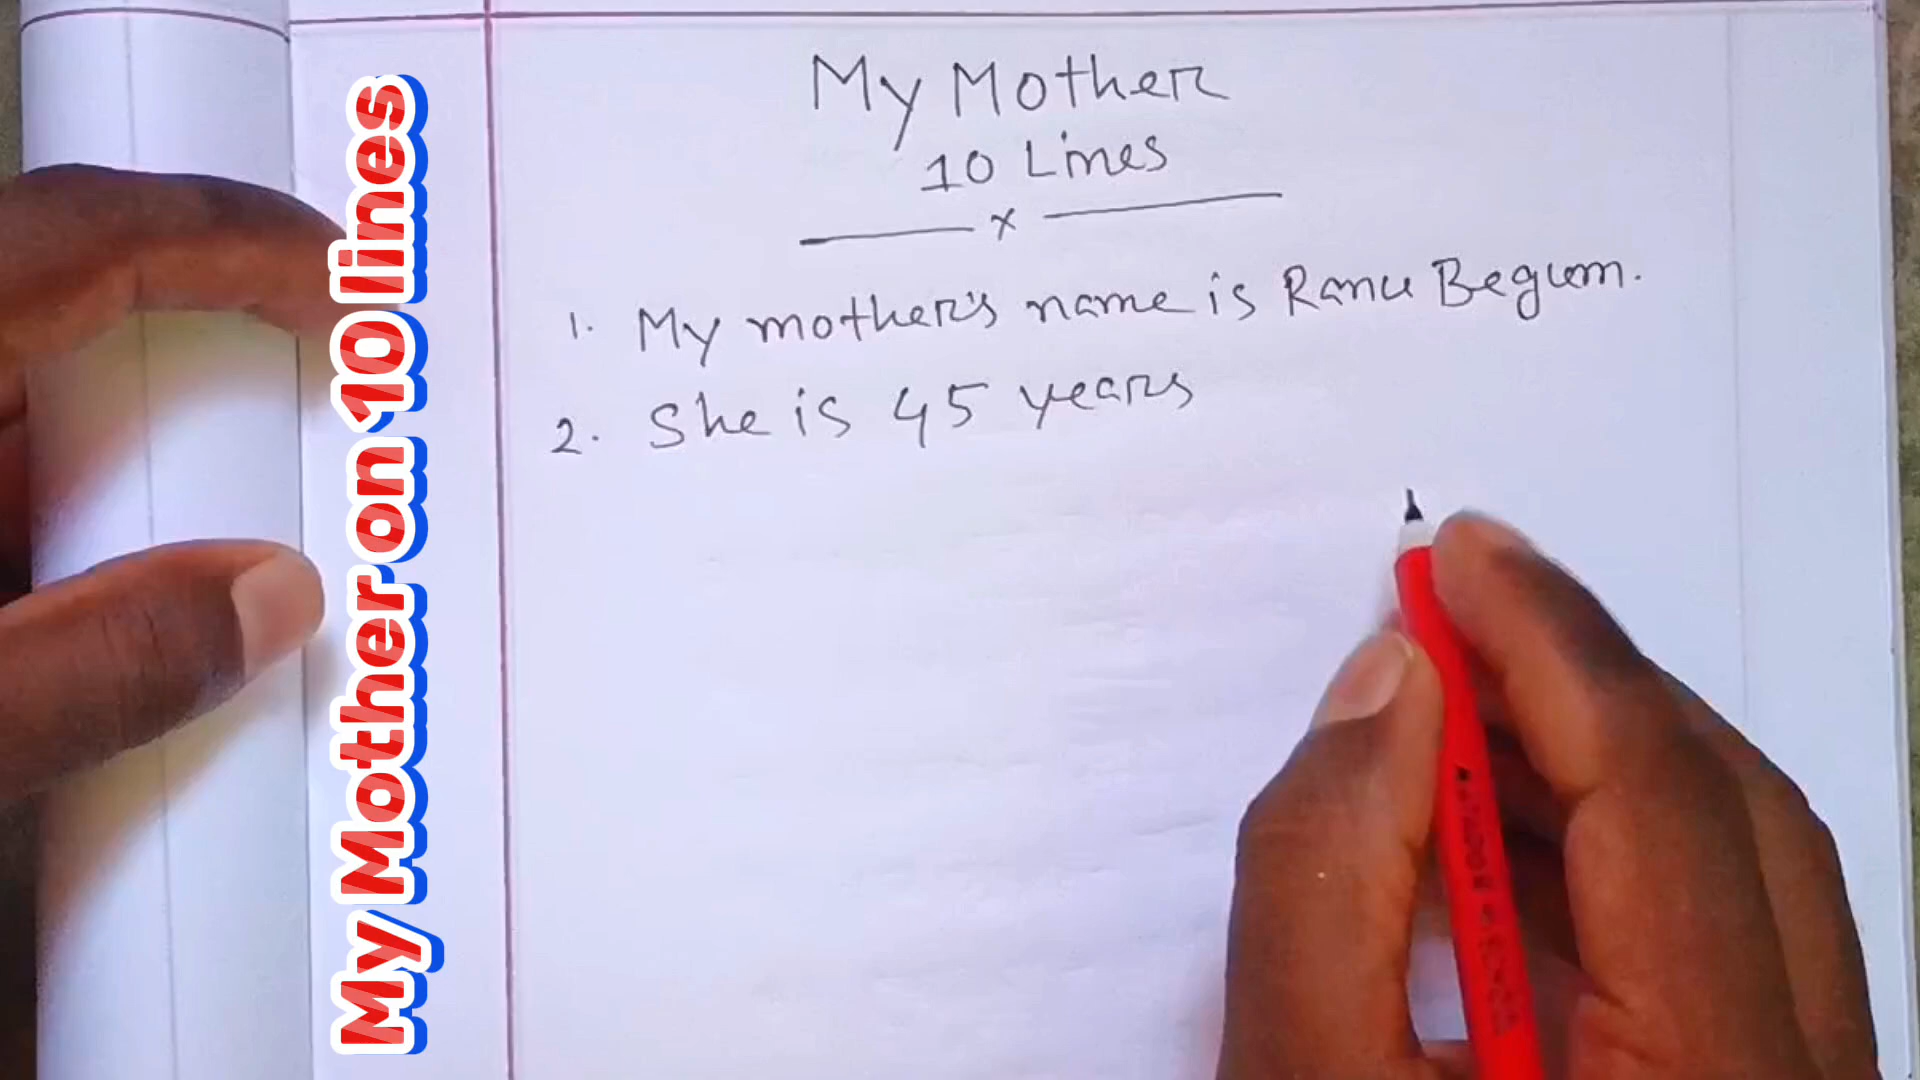 My Mother
10 Lines
x
1. My mother's name is Ranu Begum.
2. She is 45 years
My Mother on 10 lines